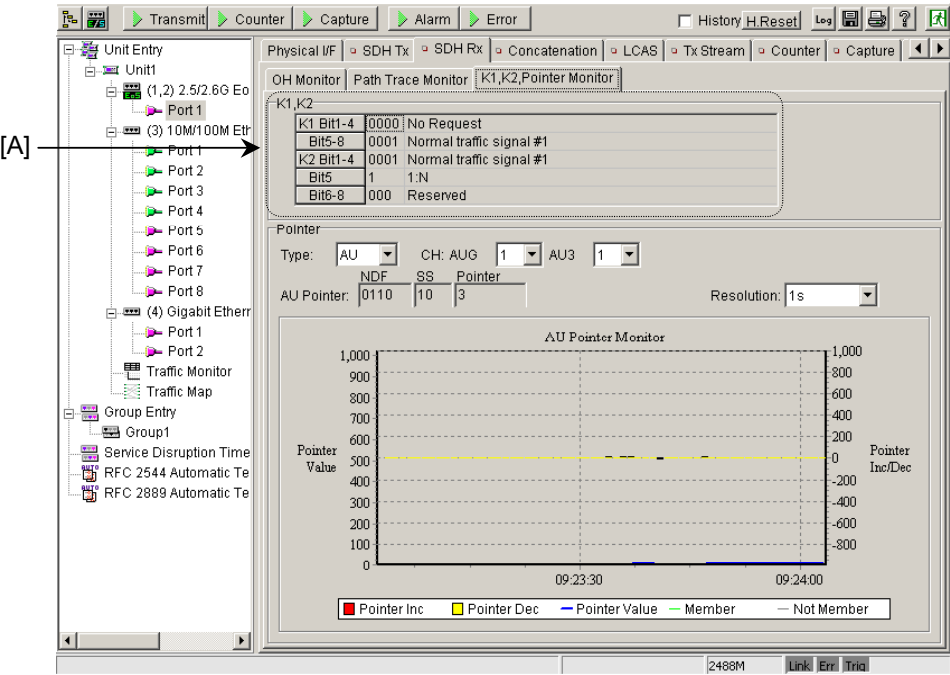 Transmit Counter Capture Alarm Error History H.Reset Log
Unit Entry
Unit1
(1,2) 2.5/2.6G Eo
EoS
Port 1
(3) 10M/100M Eth
Port 1
Port 2
Port 3
Port 4
Port 5
Port 6
Port 7
Port 8
(4) Gigabit Ethern
Port 1
Port 2
Traffic Monitor
Traffic Map
Group Entry
Group1
Service Disruption Time
RFC 2544 Automatic Te
RFC 2889 Automatic Te
[A]
Physical I/F SDH Tx SDH Rx Concatenation LCAS Tx Stream Counter Capture
OH Monitor Path Trace Monitor K1,K2,Pointer Monitor
K1,K2
K1 Bit1-4 0000 No Request
Bit5-8 0001 Normal traffic signal #1
K2 Bit1-4 0001 Normal traffic signal #1
Bit5 1 1:N
Bit6-8 000 Reserved
Pointer
Type: AU CH: AUG 1 AU3 1
NDF SS Pointer
AU Pointer: 0110 10 3 Resolution: 1s
AU Pointer Monitor
1,000 1,000
900 800
800 600
700 400
600 200
500 0
400 -200
300 -400
200 -600
100 -800
0
Pointer Value
Pointer Inc/Dec
09:23:30 09:24:00
Pointer Inc Pointer Dec Pointer Value Member Not Member
2488M Link Err Trig